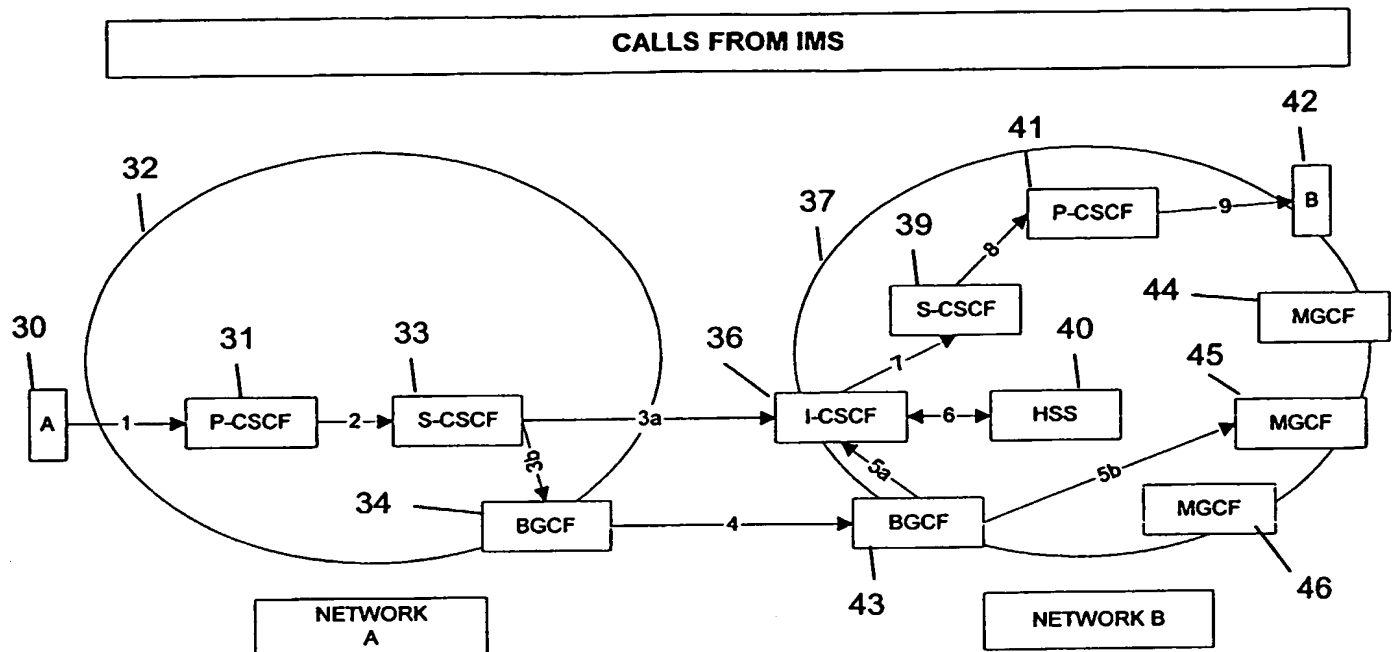 CALLS FROM IMS
42
41
32
B
P-CSCF
9
37
39
8
S-CSCF
44
MGCF
30
31
33
36
7
40
45
A
1
P-CSCF
2
S-CSCF
3a
I-CSCF
6
HSS
MGCF
3b
5a
5b
34
BGCF
4
BGCF
MGCF
43
46
NETWORK
A
NETWORK B